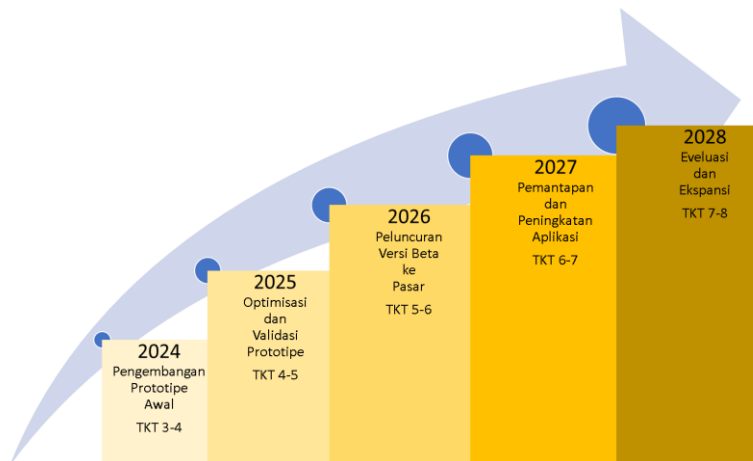 2024
Pengembangan
Prototipe
Awal
TKT 3-4
2025
Optimisasi
dan
Validasi
Prototipe
TKT 4-5
2026
Peluncuran
Versi Beta
ke
Pasar
TKT 5-6
2027
Pemantapan
dan
Peningkatan
Aplikasi
TKT 6-7
2028
Eveluasi
dan
Ekspansi
TKT 7-8